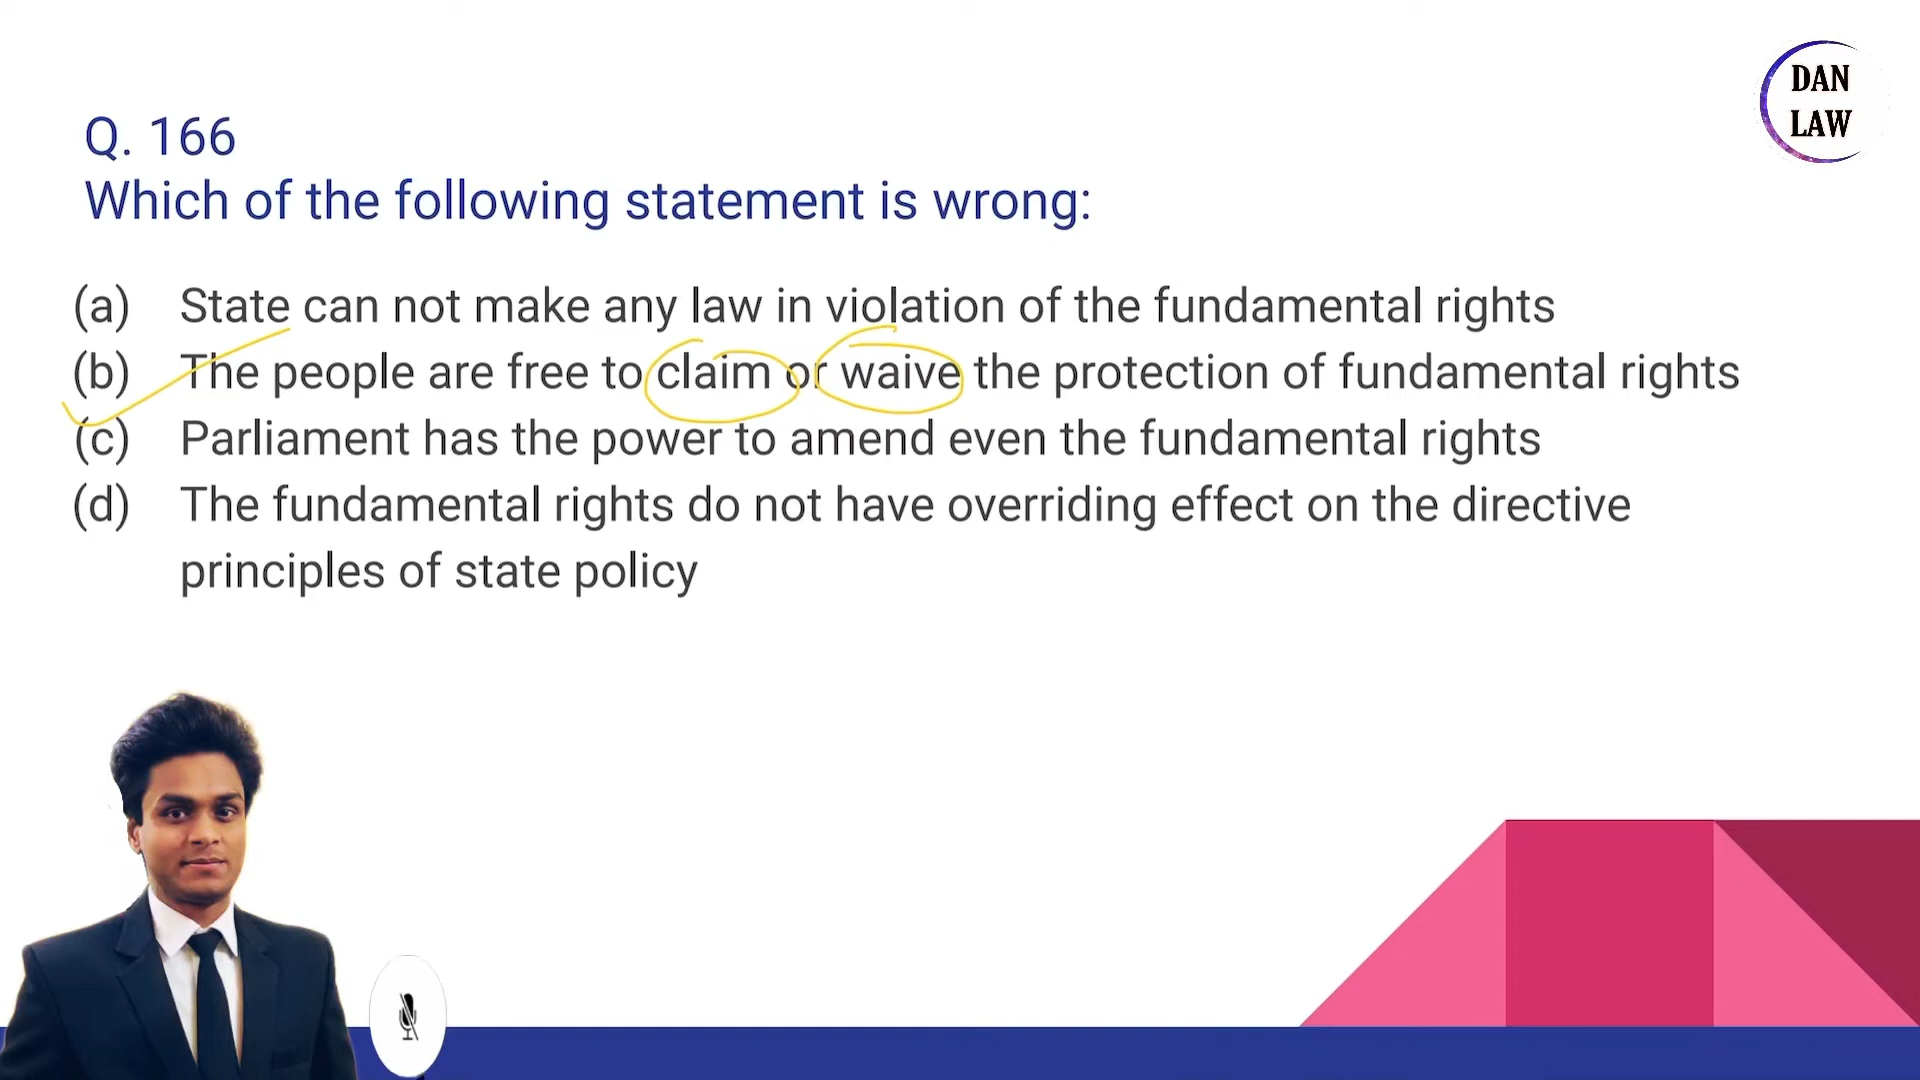 DAN
LAW
Q. 166
Which of the following statement is wrong:
(a) State can not make any law in violation of the fundamental rights
(b) The people are free to claim or waive the protection of fundamental rights
(c) Parliament has the power to amend even the fundamental rights
(d) The fundamental rights do not have overriding effect on the directive
principles of state policy